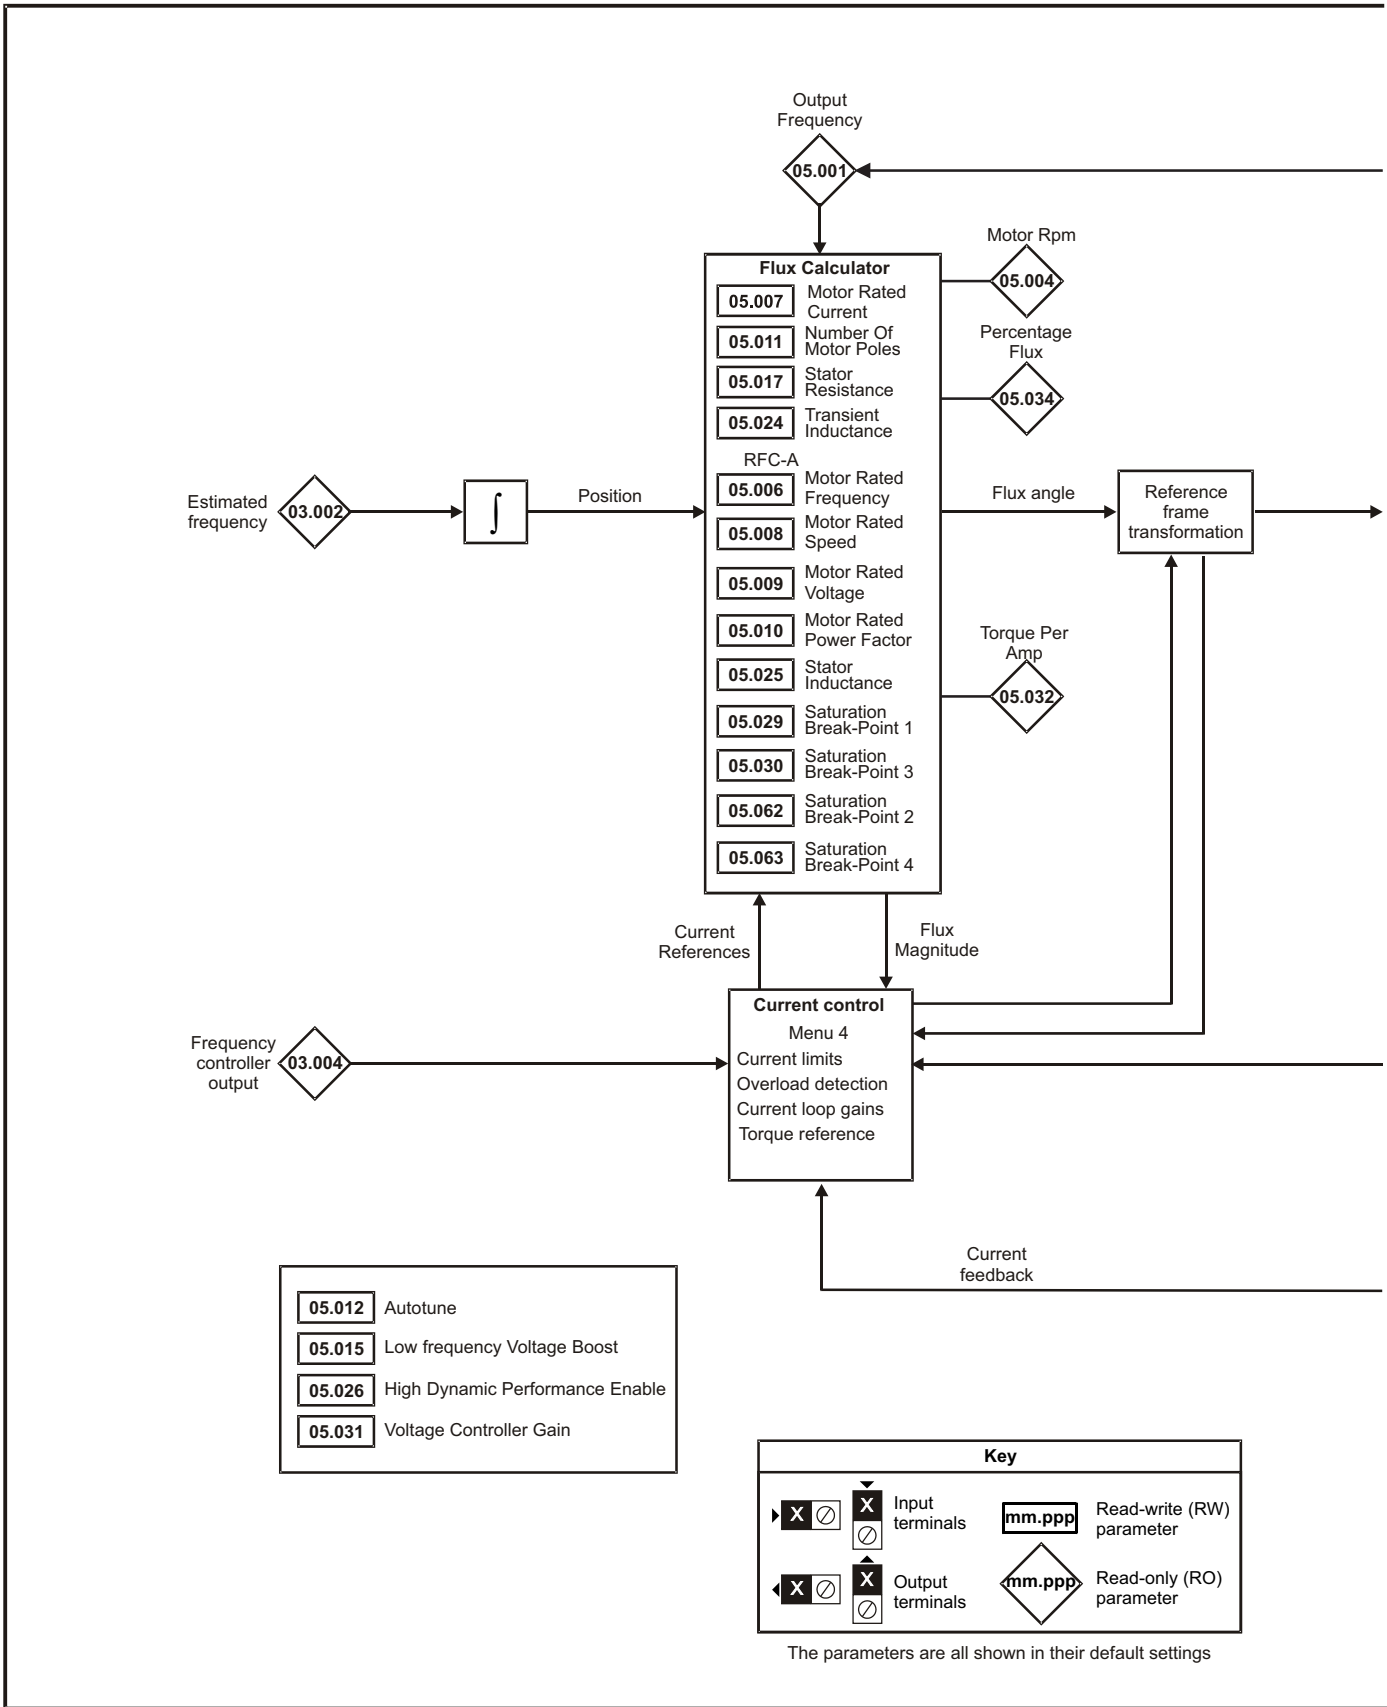 Output
Frequency
05.001
Motor Rpm
05.004
Percentage
Flux
05.034
Flux Calculator
05.007 Motor Rated
Current
05.011 Number Of
Motor Poles
05.017 Stator
Resistance
05.024 Transient
Inductance
RFC-A
05.006 Motor Rated
Frequency
05.008 Motor Rated
Speed
05.009 Motor Rated
Voltage
05.010 Motor Rated
Power Factor
05.025 Stator
Inductance
05.029 Saturation
Break-Point 1
05.030 Saturation
Break-Point 3
05.062 Saturation
Break-Point 2
05.063 Saturation
Break-Point 4
Estimated
frequency
03.002
∫
Position
Flux angle
Reference
frame
transformation
Torque Per
Amp
05.032
Current
References
Flux
Magnitude
Frequency
controller
output
03.004
Current control
Menu 4
Current limits
Overload detection
Current loop gains
Torque reference
Current
feedback
05.012 Autotune
05.015 Low frequency Voltage Boost
05.026 High Dynamic Performance Enable
05.031 Voltage Controller Gain
Key
X X
Input
terminals
mm.ppp
Read-write (RW)
parameter
X X
Output
terminals
mm.ppp
Read-only (RO)
parameter
The parameters are all shown in their default settings